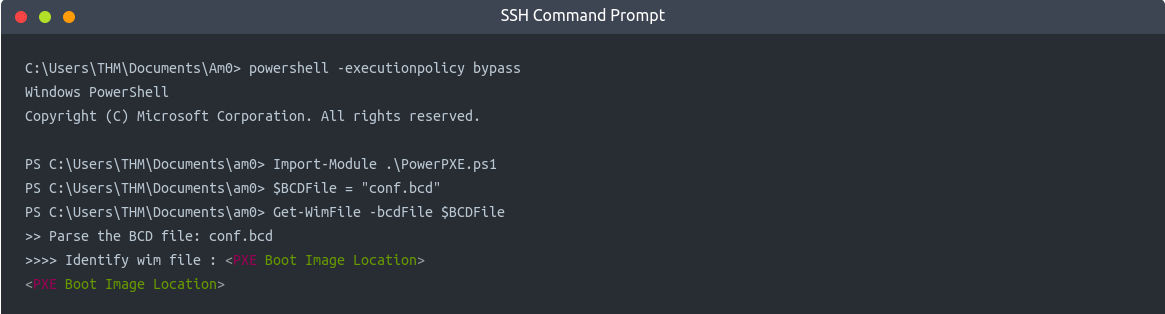 SSH Command Prompt
C:\Users\THM\Documents\Am0> powershell -executionpolicy bypass
Windows PowerShell
Copyright (C) Microsoft Corporation. All rights reserved.
PS C:\Users\THM\Documents\am0> Import-Module .\PowerPXE.ps1
PS C:\Users\THM\Documents\am0> $BCDFile = "conf.bcd"
PS C:\Users\THM\Documents\am0> Get-WimFile -bcdFile $BCDFile
>> Parse the BCD file: conf.bcd
>>>> Identify wim file : <PXE Boot Image Location>
<PXE Boot Image Location>